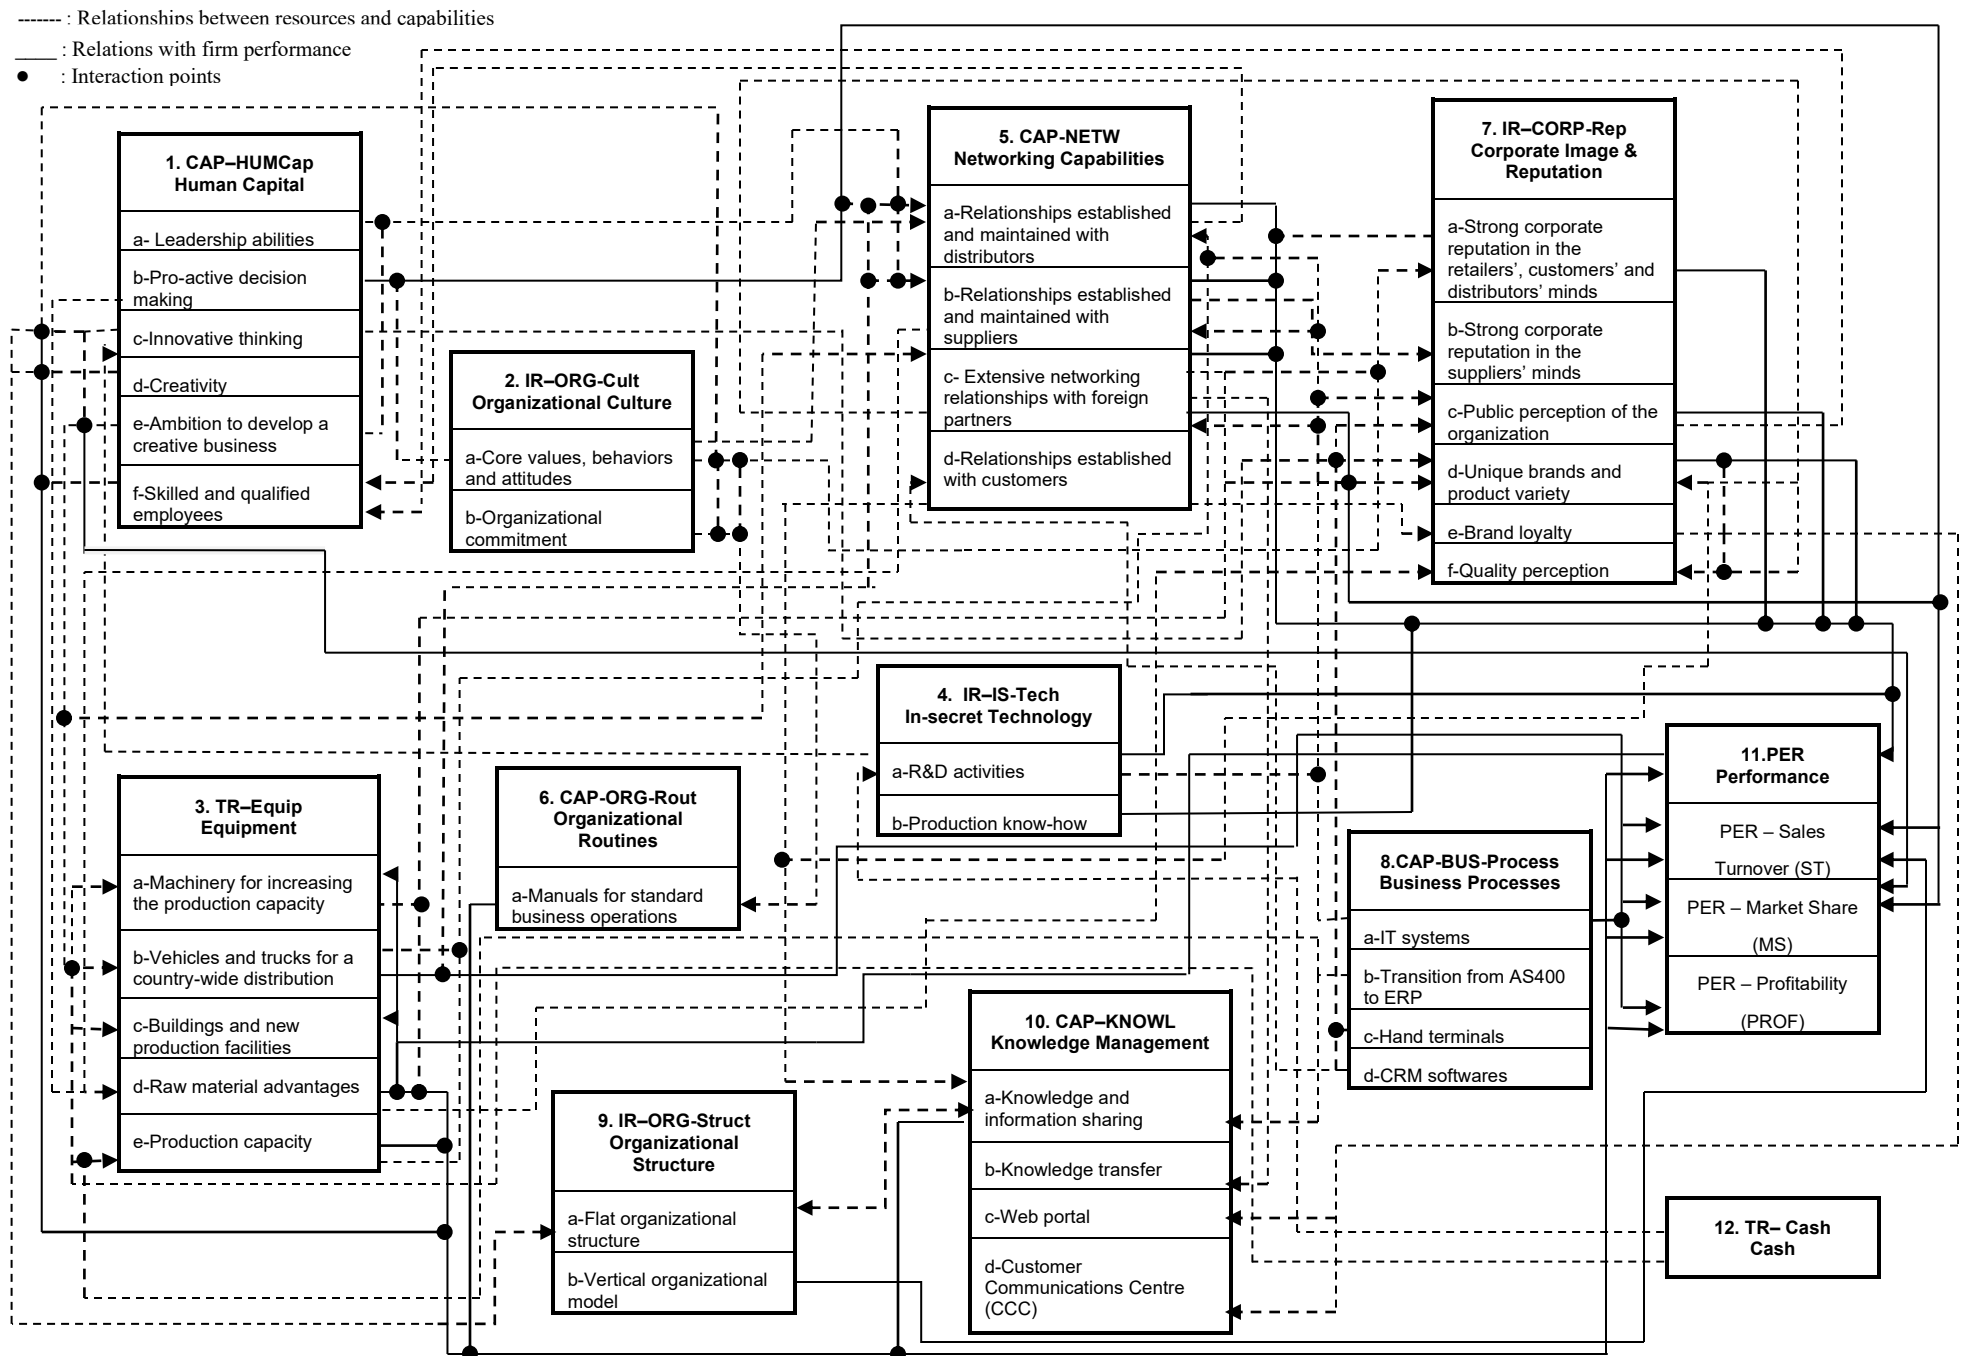 ------- : Relationships between resources and capabilities
____ : Relations with firm performance
● : Interaction points
1. CAP–HUMCap
Human Capital
a- Leadership abilities
b-Pro-active decision
making
c-Innovative thinking
d-Creativity
e-Ambition to develop a
creative business
f-Skilled and qualified
employees
2. IR–ORG-Cult
Organizational Culture
a-Core values, behaviors
and attitudes
b-Organizational
commitment
5. CAP-NETW
Networking Capabilities
a-Relationships established
and maintained with
distributors
b-Relationships established
and maintained with
suppliers
c- Extensive networking
relationships with foreign
partners
d-Relationships established
with customers
7. IR–CORP-Rep
Corporate Image &
Reputation
a-Strong corporate
reputation in the
retailers’, customers’ and
distributors’ minds
b-Strong corporate
reputation in the
suppliers’ minds
c-Public perception of the
organization
d-Unique brands and
product variety
e-Brand loyalty
f-Quality perception
3. TR–Equip
Equipment
a-Machinery for increasing
the production capacity
b-Vehicles and trucks for a
country-wide distribution
c-Buildings and new
production facilities
d-Raw material advantages
e-Production capacity
6. CAP-ORG-Rout
Organizational
Routines
a-Manuals for standard
business operations
4. IR–IS-Tech
In-secret Technology
a-R&D activities
b-Production know-how
8.CAP-BUS-Process
Business Processes
a-IT systems
b-Transition from AS400
to ERP
c-Hand terminals
d-CRM softwares
11.PER
Performance
PER – Sales
Turnover (ST)
PER – Market Share
(MS)
PER – Profitability
(PROF)
9. IR–ORG-Struct
Organizational
Structure
a-Flat organizational
structure
b-Vertical organizational
model
10. CAP–KNOWL
Knowledge Management
a-Knowledge and
information sharing
b-Knowledge transfer
c-Web portal
d-Customer
Communications Centre
(CCC)
12. TR– Cash
Cash